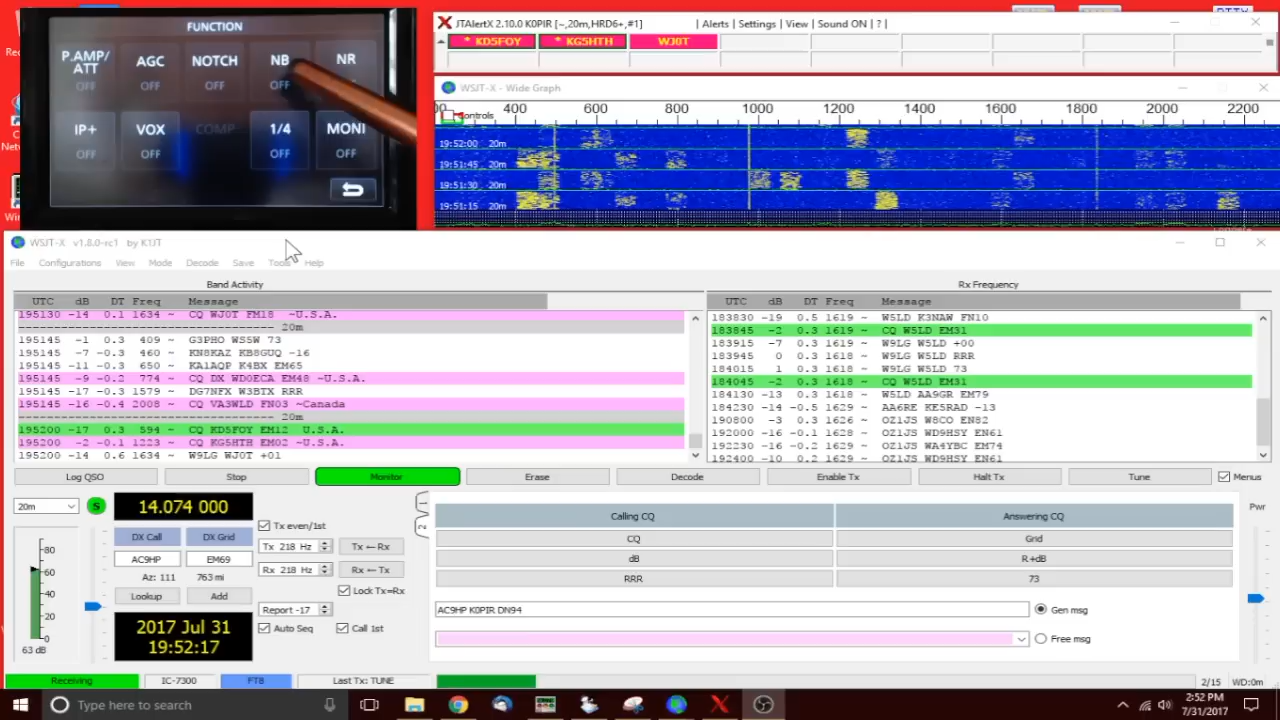 FUNCTION
P.AMP/ATT OFF
AGC OFF
NOTCH OFF
NB OFF
NR
IP+ OFF
VOX OFF
COMP
1/4 OFF
MONI OFF
JTAlertX 2.10.0 K0PIR [~,20m,HRD6+,#1] | Alerts | Settings | View | Sound ON | ? |
* KD5FOY * KG5HTH WJ0T
WSJT-X - Wide Graph
400 600 800 1000 1200 1400 1600 1800 2000 2200
Controls
19:52:00 20m
19:51:45 20m
19:51:30 20m
19:51:15 20m
WSJT-X v1.8.0-rc1 by K1JT
File Configurations View Mode Decode Save Tools Help
Band Activity
UTC dB DT Freq Message
195130 -14 0.1 1634 ~ CQ WJ0T EM18 ~U.S.A.
---------------------------------- 20m
195145 -1 0.3 409 ~ G3PHO WS5W 73
195145 -7 -0.3 460 ~ KN8KAZ KB8GUQ -16
195145 -11 -0.3 650 ~ KA1AQP K4BX EM65
195145 -9 -0.2 774 ~ CQ DX WD0ECA EM48 ~U.S.A.
195145 -17 0.3 1579 ~ DG7NFX W3BTX RRR
195145 -16 -0.4 2008 ~ CQ VA3WLD FN03 ~Canada
---------------------------------- 20m
195200 -17 0.3 594 ~ CQ KD5FOY EM12 U.S.A.
195200 -2 -0.1 1223 ~ CQ KG5HTH EM02 ~U.S.A.
195200 -14 0.6 1634 ~ W9LG WJ0T +01
Rx Frequency
UTC dB DT Freq Message
183830 -19 0.5 1619 ~ W5LD K3NAW FN10
183845 -2 0.3 1619 ~ CQ W5LD EM31
183915 -7 0.3 1619 ~ W9LG W5LD +00
183945 0 0.3 1618 ~ W9LG W5LD RRR
184015 1 0.3 1618 ~ W9LG W5LD 73
184045 -2 0.3 1618 ~ CQ W5LD EM31
184130 -13 0.3 1618 ~ W5LD AA9GR EM79
184230 -14 -0.5 1629 ~ AA6RE KE5RAD -13
190800 -3 0.3 1626 ~ OZ1JS W8CO EN82
192000 -16 -0.1 1628 ~ OZ1JS WD9HSY EN61
192230 -16 -0.2 1629 ~ OZ1JS WA4YBC EM74
192400 -10 0.2 1629 ~ OZ1JS WD9HSY EN61
Log QSO Stop Monitor Erase Decode Enable Tx Halt Tx Tune Menus
20m S 14.074 000
80
60
40
20
0
63 dB
DX Call DX Grid
AC9HP EM69
Az: 111 763 mi
Lookup Add
2017 Jul 31
19:52:17
Tx even/1st
Tx 218 Hz Tx ← Rx
Rx 218 Hz Rx ← Tx
Lock Tx=Rx
Report -17
Auto Seq Call 1st
1
2
Calling CQ Answering CQ
CQ Grid
dB R+dB
RRR 73
AC9HP K0PIR DN94 Gen msg
Free msg
Pwr
Receiving IC-7300 FT8 Last Tx: TUNE 2/15 WD:0m
Type here to search
2:52 PM
7/31/2017